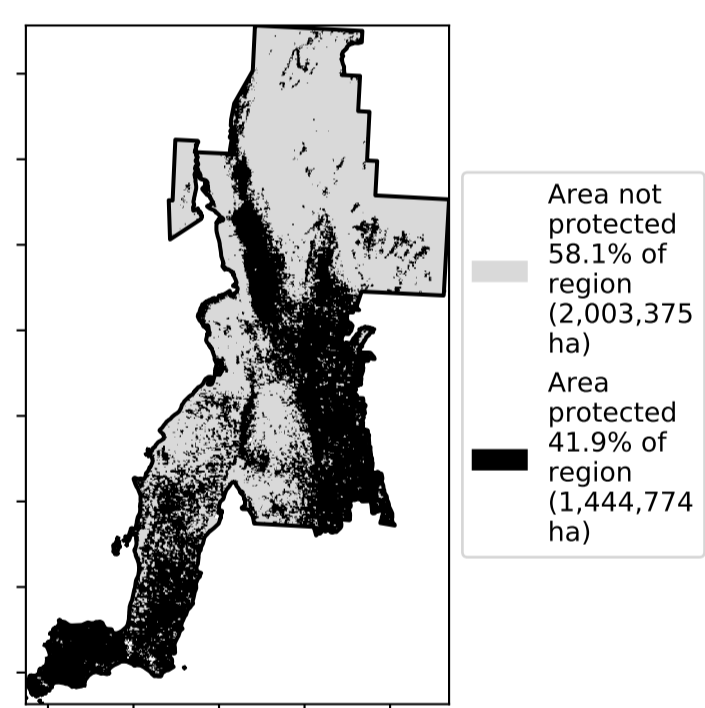 Area not
protected
58.1% of
region
(2,003,375
ha)
Area
protected
41.9% of
region
(1,444,774
ha)